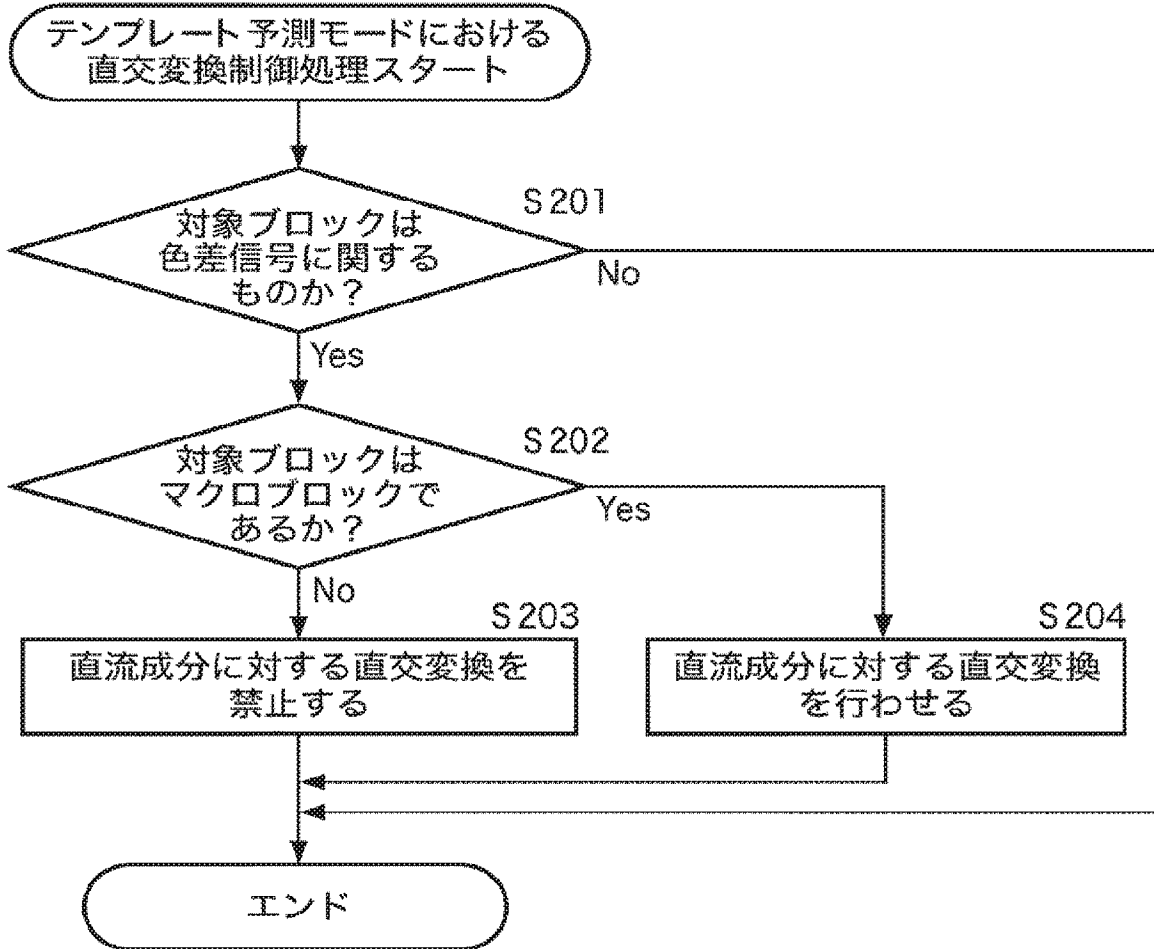 テンプレート予測モードにおける
直交変換制御処理スタート
S201
対象ブロックは
色差信号に関する
ものか？
No
Yes
S202
対象ブロックは
マクロブロックで
あるか？
Yes
No
S203
直流成分に対する直交変換を
禁止する
S204
直流成分に対する直交変換
を行わせる
エンド